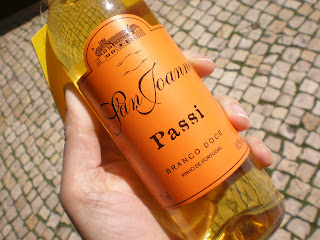 San Joanne
Passi
BRANCO DOCE
VINHO DE PORTUGAL